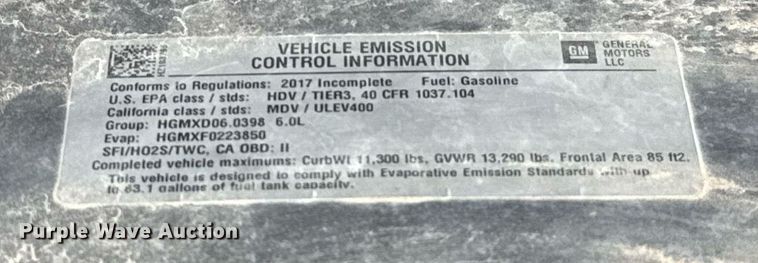 VEHICLE EMISSION
CONTROL INFORMATION
GM
GENERAL
MOTORS
LLC
Conforms to Regulations: 2017 Incomplete Fuel: Gasoline
U.S. EPA class / stds: HDV / TIER3, 40 CFR 1037.104
California class / stds: MDV / ULEV400
Group: HGMXD06.0398 6.0L
Evap: HGMXF0223850
SFI/HO2S/TWC, CA OBD: II
Completed vehicle maximums: CurbWt 11,300 lbs, GVWR 13,290 lbs. Frontal Area 85 ft2.
This vehicle is designed to comply with Evaporative Emission Standards with up
to 63.1 gallons of fuel tank capacity.
Purple Wave Auction